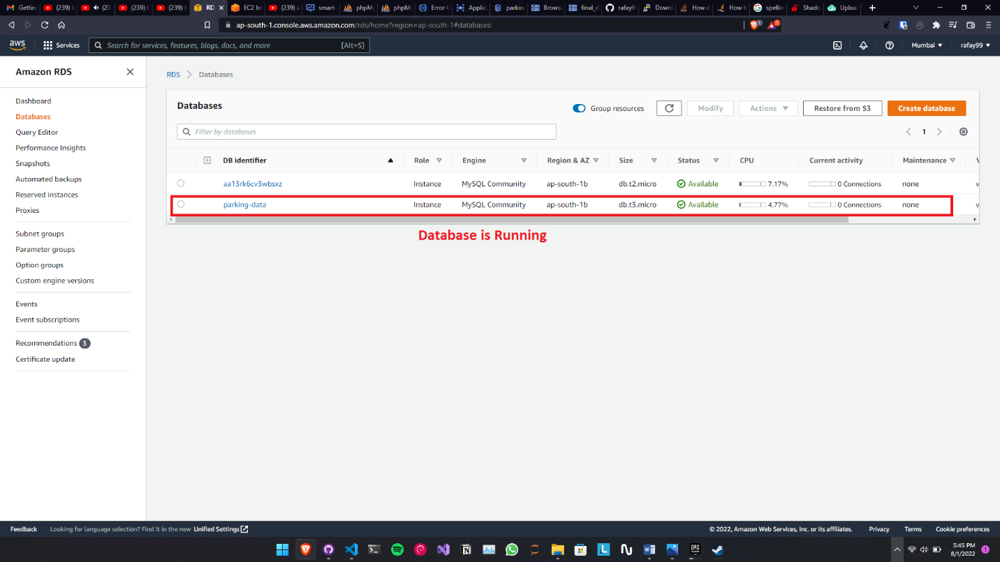 Gettin (239) l (23 (239) C (239) H RD EC2 In (239) a smart- phpMy phpMy Error C Applic parkin Browse final_d rafay9 Downl How d How to spellin Shado Uploa
ap-south-1.console.aws.amazon.com/rds/home?region=ap-south-1#databases:
aws Services Search for services, features, blogs, docs, and more [Alt+S] Mumbai rafay99
Amazon RDS
Dashboard
Databases
Query Editor
Performance Insights
Snapshots
Automated backups
Reserved instances
Proxies
Subnet groups
Parameter groups
Option groups
Custom engine versions
Events
Event subscriptions
Recommendations 3
Certificate update
RDS Databases
Databases Group resources Modify Actions Restore from S3 Create database
Filter by databases 1
DB identifier Role Engine Region & AZ Size Status CPU Current activity Maintenance V
aa13rk6cv3wbsxz Instance MySQL Community ap-south-1b db.t2.micro Available 7.17% 0 Connections none v
parking-data Instance MySQL Community ap-south-1b db.t3.micro Available 4.77% 0 Connections none v
Database is Running
Feedback Looking for language selection? Find it in the new Unified Settings © 2022, Amazon Web Services, Inc. or its affiliates. Privacy Terms Cookie preferences
5:45 PM
8/1/2022 1